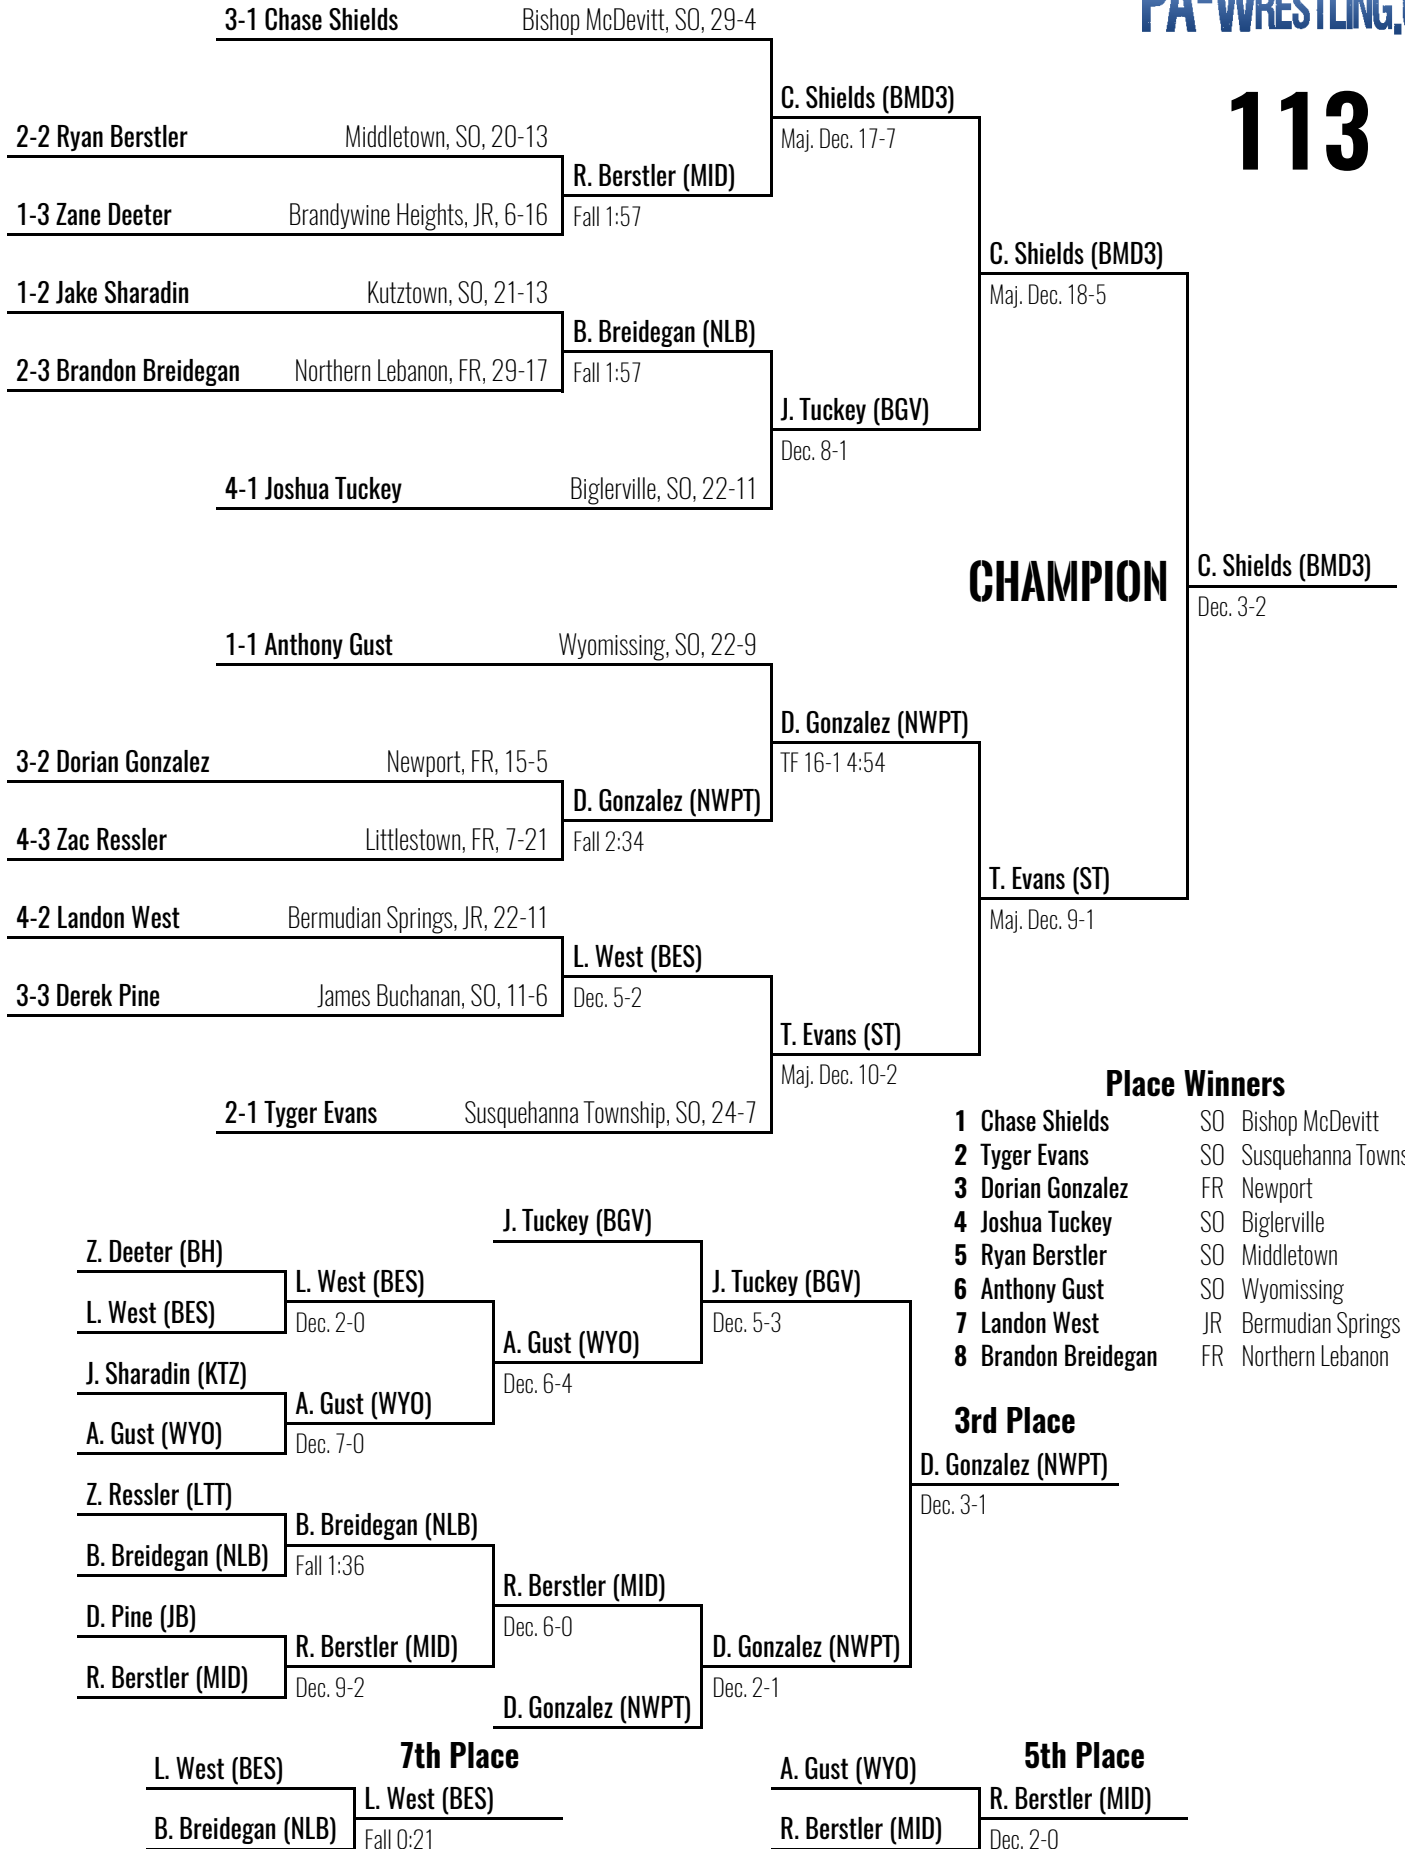 3-1 Chase Shields Bishop McDevitt, SO, 29-4
113
C. Shields (BMD3)
Maj. Dec. 17-7
2-2 Ryan Berstler Middletown, SO, 20-13
R. Berstler (MID)
Fall 1:57
1-3 Zane Deeter Brandywine Heights, JR, 6-16
C. Shields (BMD3)
Maj. Dec. 18-5
1-2 Jake Sharadin Kutztown, SO, 21-13
B. Breidegan (NLB)
Fall 1:57
2-3 Brandon Breidegan Northern Lebanon, FR, 29-17
J. Tuckey (BGV)
Dec. 8-1
4-1 Joshua Tuckey Biglerville, SO, 22-11
CHAMPION
C. Shields (BMD3)
Dec. 3-2
1-1 Anthony Gust Wyomissing, SO, 22-9
D. Gonzalez (NWPT)
TF 16-1 4:54
3-2 Dorian Gonzalez Newport, FR, 15-5
D. Gonzalez (NWPT)
Fall 2:34
4-3 Zac Ressler Littlestown, FR, 7-21
T. Evans (ST)
Maj. Dec. 9-1
4-2 Landon West Bermudian Springs, JR, 22-11
L. West (BES)
Dec. 5-2
3-3 Derek Pine James Buchanan, SO, 11-6
T. Evans (ST)
Maj. Dec. 10-2
2-1 Tyger Evans Susquehanna Township, SO, 24-7
Place Winners
1 Chase Shields SO Bishop McDevitt
2 Tyger Evans SO Susquehanna Towns
3 Dorian Gonzalez FR Newport
4 Joshua Tuckey SO Biglerville
5 Ryan Berstler SO Middletown
6 Anthony Gust SO Wyomissing
7 Landon West JR Bermudian Springs
8 Brandon Breidegan FR Northern Lebanon
J. Tuckey (BGV)
Z. Deeter (BH)
L. West (BES)
Dec. 2-0
L. West (BES)
J. Tuckey (BGV)
Dec. 5-3
A. Gust (WYO)
Dec. 6-4
J. Sharadin (KTZ)
A. Gust (WYO)
Dec. 7-0
A. Gust (WYO)
3rd Place
D. Gonzalez (NWPT)
Dec. 3-1
Z. Ressler (LTT)
B. Breidegan (NLB)
Fall 1:36
B. Breidegan (NLB)
R. Berstler (MID)
Dec. 6-0
D. Pine (JB)
R. Berstler (MID)
Dec. 9-2
R. Berstler (MID)
D. Gonzalez (NWPT)
Dec. 2-1
D. Gonzalez (NWPT)
7th Place
L. West (BES)
L. West (BES)
Fall 0:21
B. Breidegan (NLB)
5th Place
A. Gust (WYO)
R. Berstler (MID)
Dec. 2-0
R. Berstler (MID)